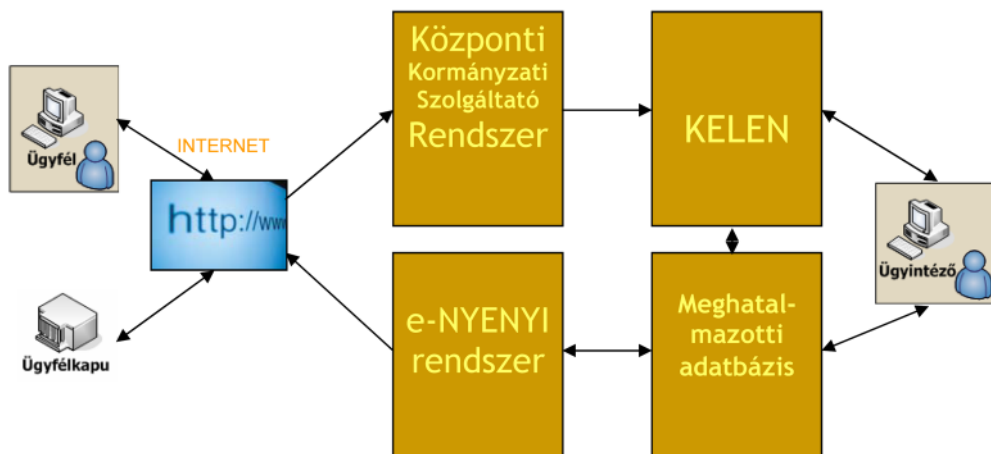 Ügyfél
INTERNET
http://www
Ügyfélkapu
Központi
Kormányzati
Szolgáltató
Rendszer
KELEN
e-NYENYI
rendszer
Meghatal-
mazotti
adatbázis
Ügyintéző